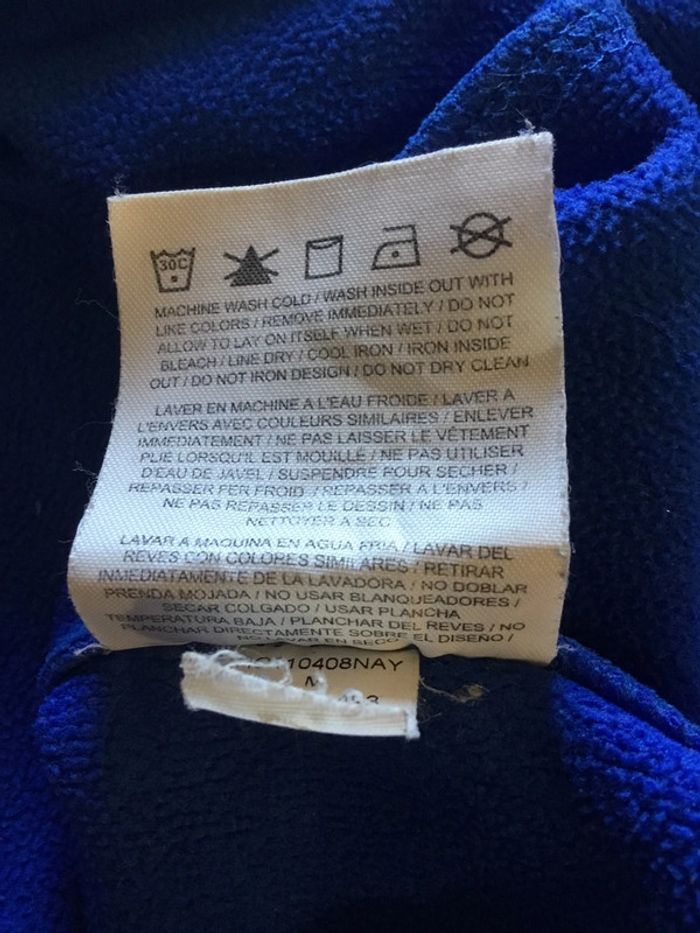 30C
MACHINE WASH COLD / WASH INSIDE OUT WITH
LIKE COLORS / REMOVE IMMEDIATELY / DO NOT
ALLOW TO LAY ON ITSELF WHEN WET / DO NOT
BLEACH / LINE DRY / COOL IRON / IRON INSIDE
OUT / DO NOT IRON DESIGN / DO NOT DRY CLEAN
LAVER EN MACHINE A L'EAU FROIDE / LAVER A
L'ENVERS AVEC COULEURS SIMILAIRES / ENLEVER
IMMEDIATEMENT / NE PAS LAISSER LE VÊTEMENT
PLIE LORSQU'IL EST MOUILLE / NE PAS UTILISER
D'EAU DE JAVEL / SUSPENDRE POUR SECHER /
REPASSER FER FROID / REPASSER A L'ENVERS /
NE PAS REPASSER LE DESSIN / NE PAS
NETTOYER A SEC
LAVAR A MAQUINA EN AGUA FRIA / LAVAR DEL
REVES CON COLORES SIMILARES / RETIRAR
INMEDIATAMENTE DE LA LAVADORA / NO DOBLAR
PRENDA MOJADA / NO USAR BLANQUEADORES /
SECAR COLGADO / USAR PLANCHA
TEMPERATURA BAJA / PLANCHAR DEL REVES / NO
PLANCHAR DIRECTAMENTE SOBRE EL DISEÑO /
NO LAVAR EN SECO
10408NAY
M